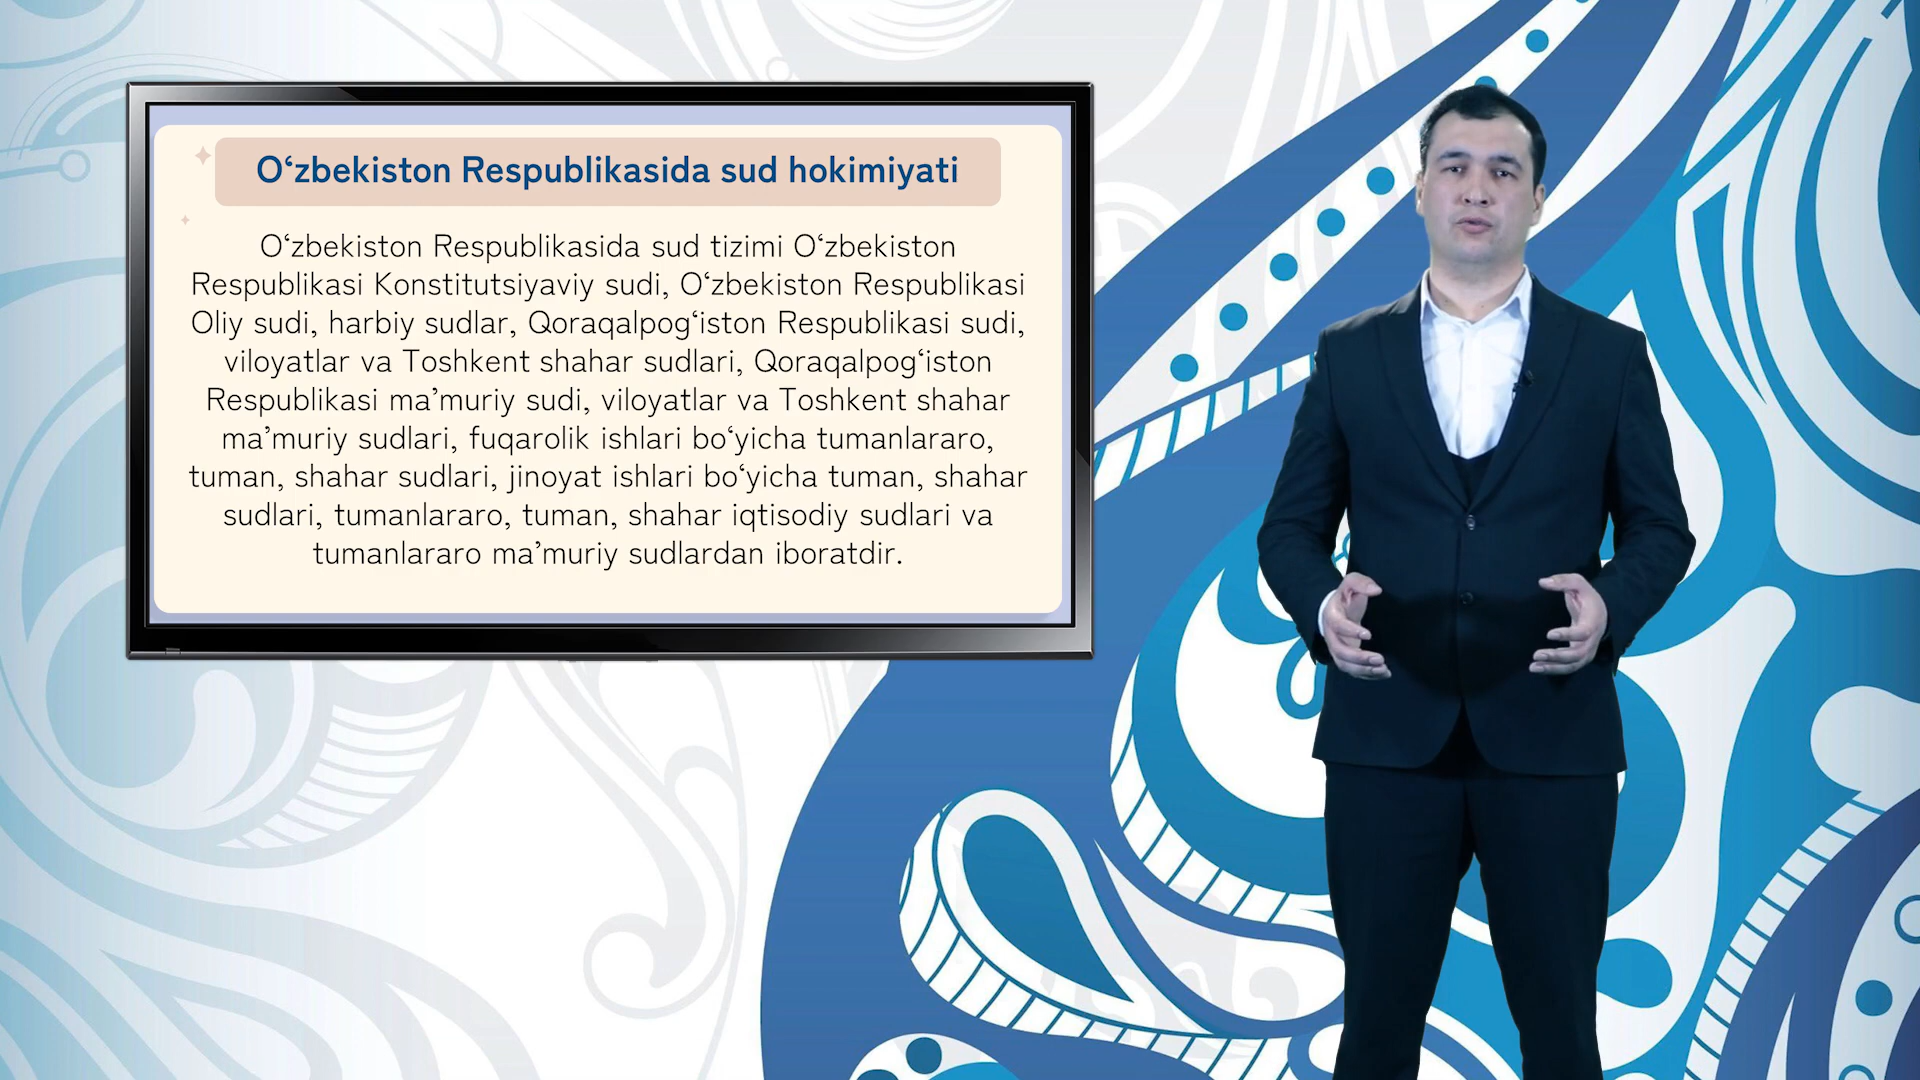 O‘zbekiston Respublikasida sud hokimiyati
O‘zbekiston Respublikasida sud tizimi O‘zbekiston
Respublikasi Konstitutsiyaviy sudi, O‘zbekiston Respublikasi
Oliy sudi, harbiy sudlar, Qoraqalpog‘iston Respublikasi sudi,
viloyatlar va Toshkent shahar sudlari, Qoraqalpog‘iston
Respublikasi ma’muriy sudi, viloyatlar va Toshkent shahar
ma’muriy sudlari, fuqarolik ishlari bo‘yicha tumanlararo,
tuman, shahar sudlari, jinoyat ishlari bo‘yicha tuman, shahar
sudlari, tumanlararo, tuman, shahar iqtisodiy sudlari va
tumanlararo ma’muriy sudlardan iboratdir.